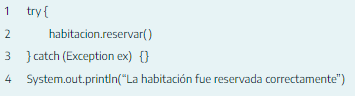 1 try {
2 habitacion.reservar()
3 } catch (Exception ex) {}
4 System.out.println(“La habitación fue reservada correctamente”)